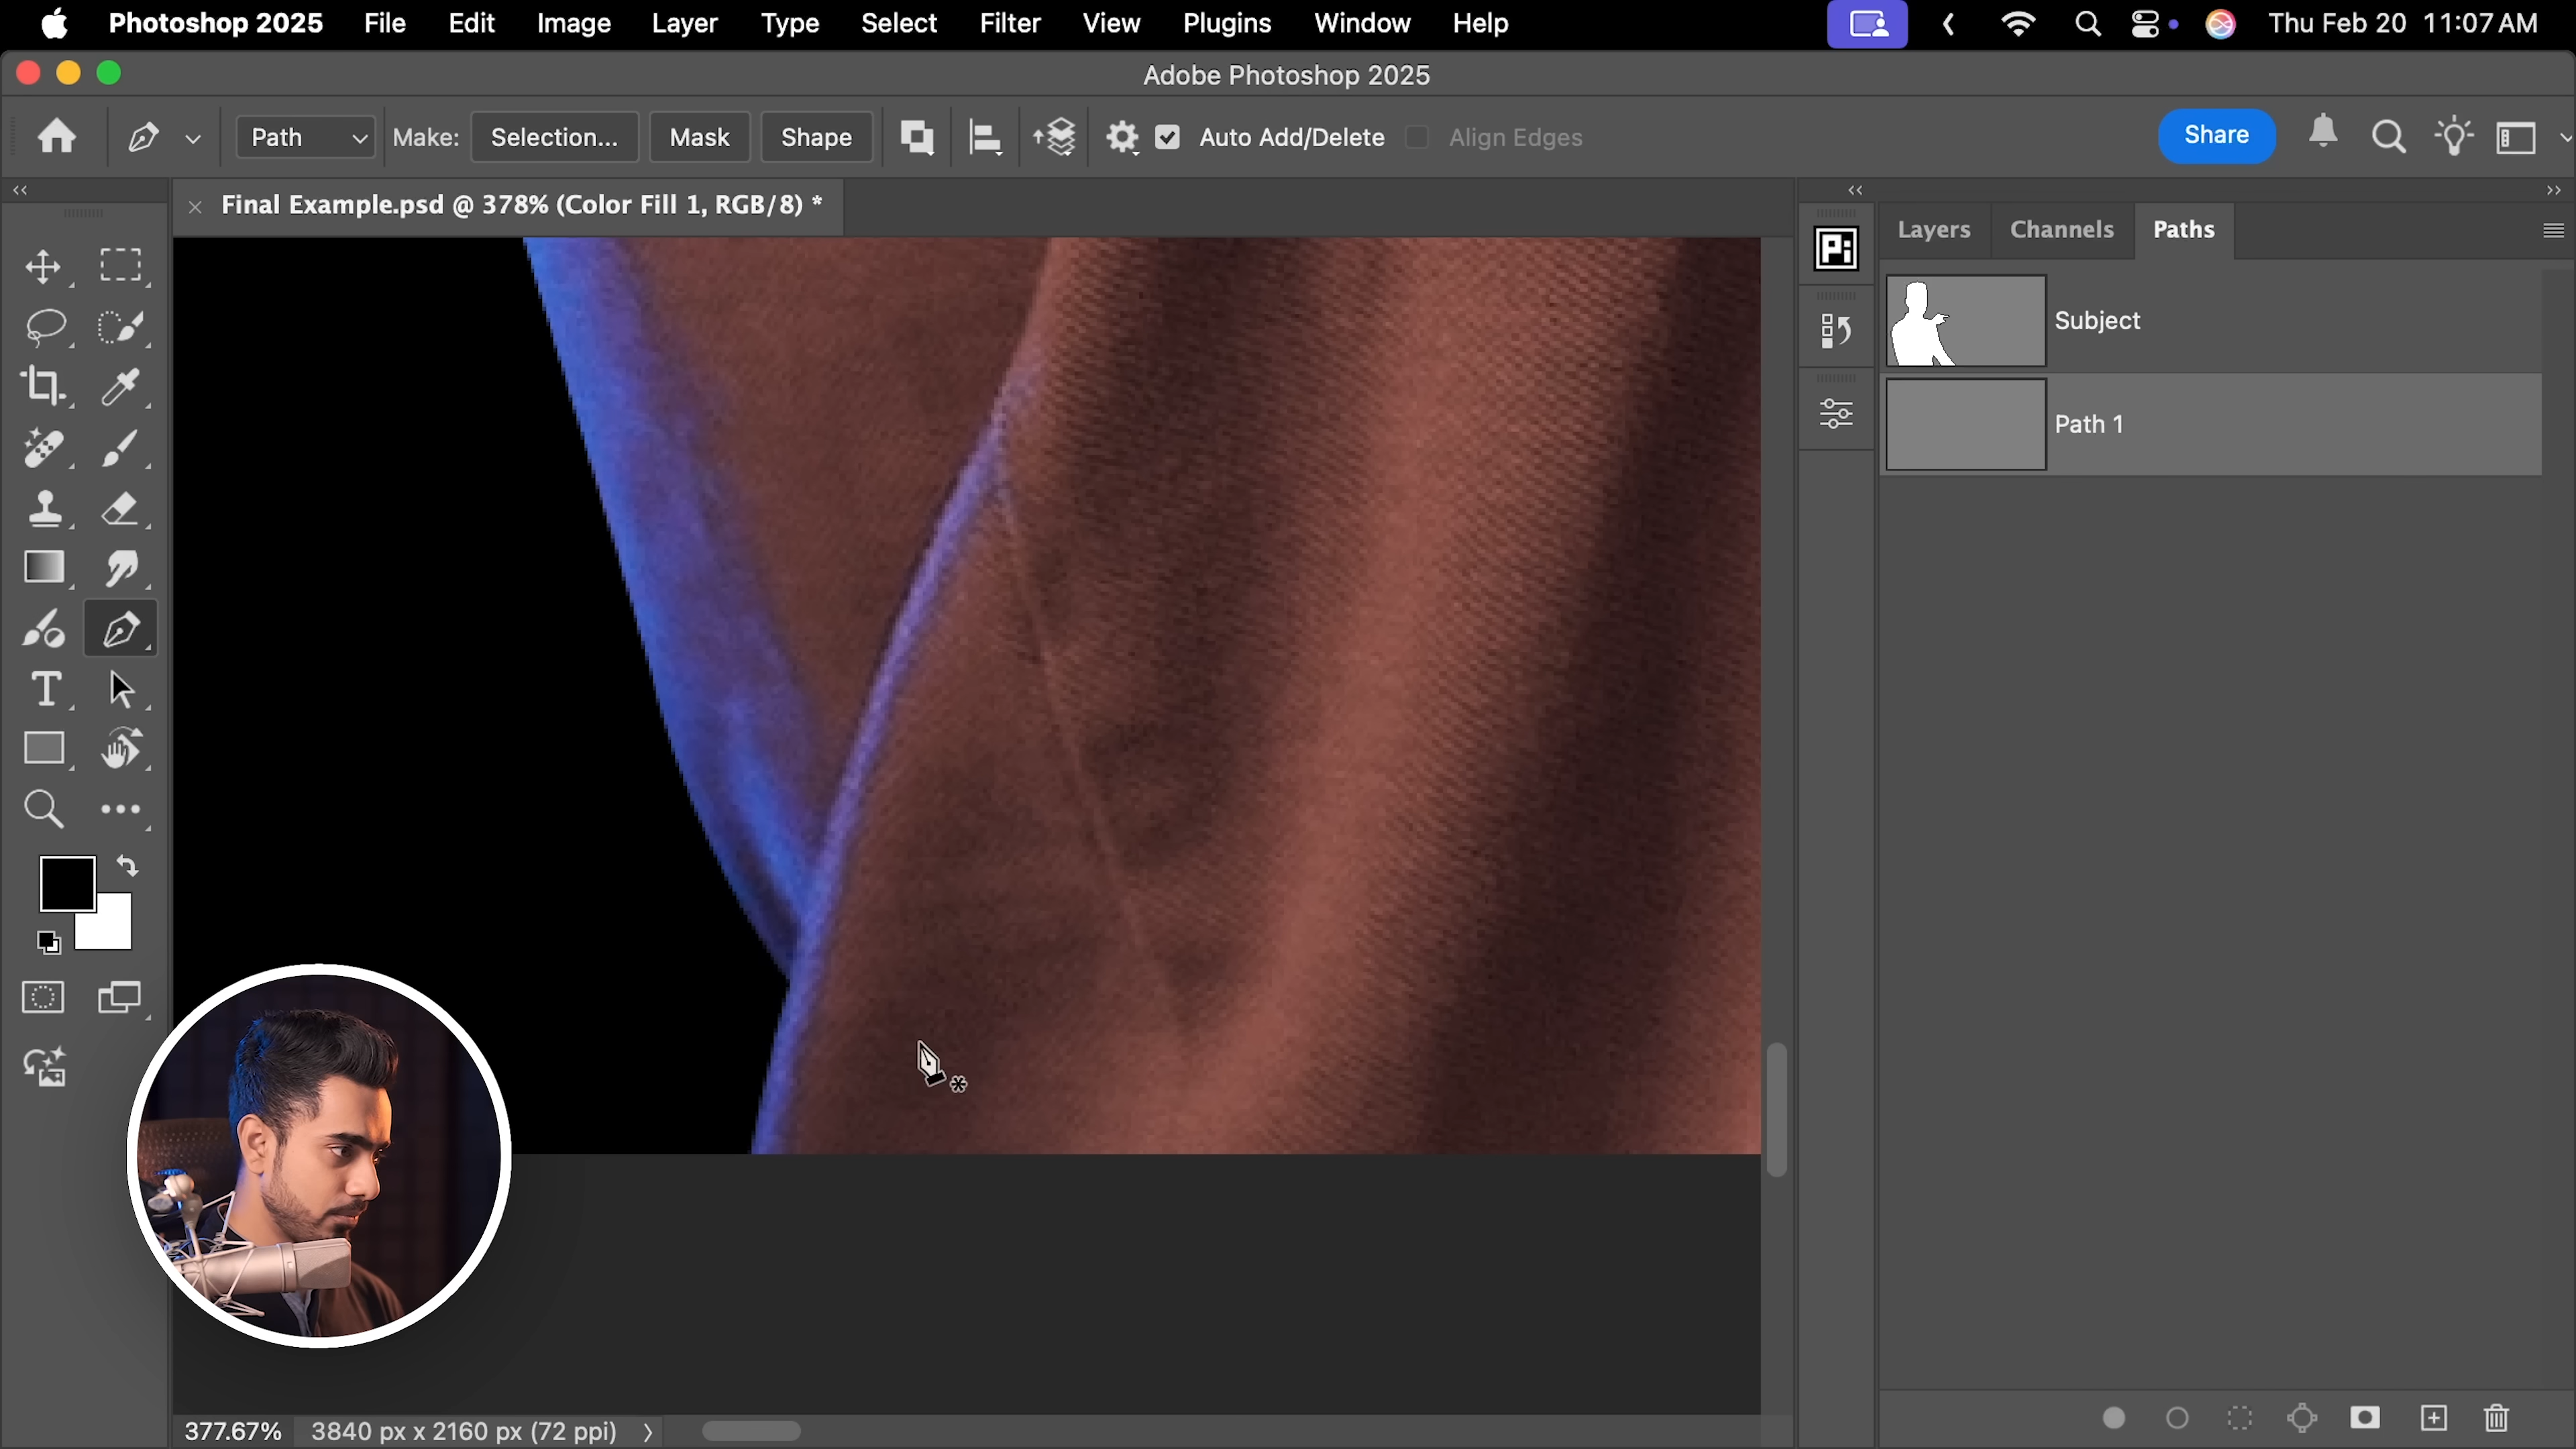 Photoshop 2025 File Edit Image Layer Type Select Filter View Plugins Window Help Thu Feb 20 11:07 AM
Adobe Photoshop 2025
Path Make: Selection... Mask Shape Auto Add/Delete Align Edges Share
Final Example.psd @ 378% (Color Fill 1, RGB/8) *
Layers Channels Paths
Pi
Subject
Path 1
T
377.67% 3840 px x 2160 px (72 ppi)